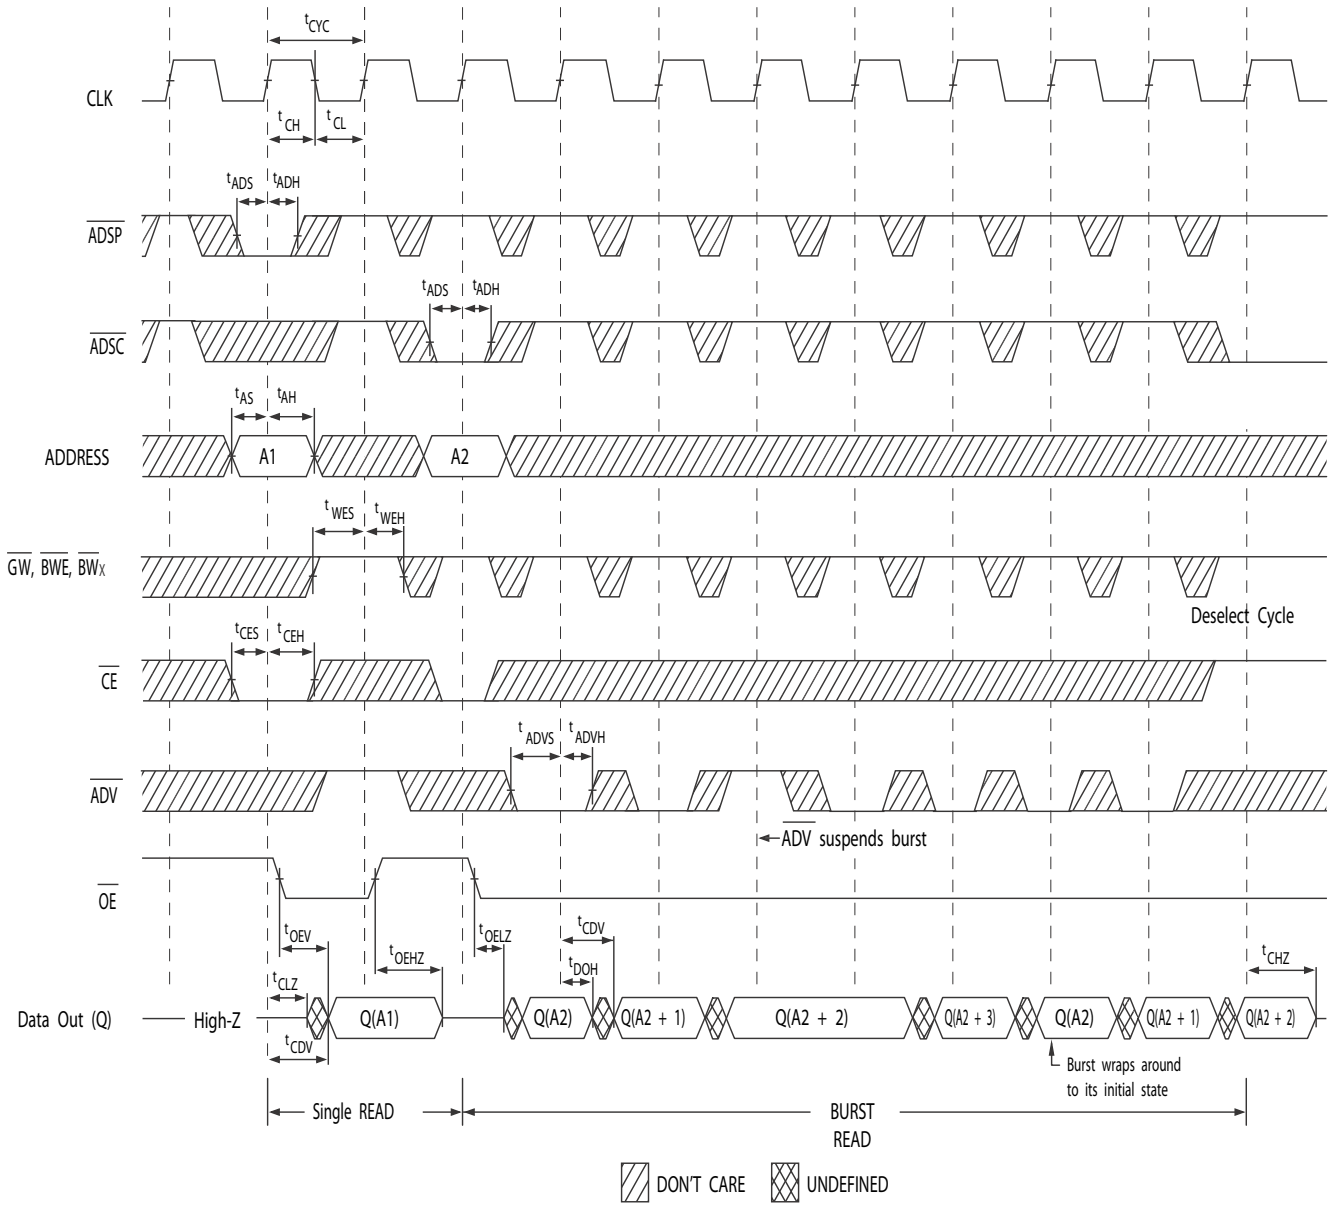 tCYC
CLK
tCH
tCL
tADS tADH
ADSP
tADS tADH
ADSC
tAS tAH
ADDRESS
A1
A2
tWES tWEH
GW, BWE, BWX
Deselect Cycle
tCES tCEH
CE
tADVS tADVH
ADV
ADV suspends burst
OE
tOEV
tOEHZ
tOELZ
tCDV
tDOH
tCHZ
tCLZ
Data Out (Q)
High-Z
Q(A1)
Q(A2)
Q(A2 + 1)
Q(A2 + 2)
Q(A2 + 3)
Q(A2)
Q(A2 + 1)
Q(A2 + 2)
tCDV
Burst wraps around
to its initial state
Single READ
BURST
READ
DON'T CARE
UNDEFINED